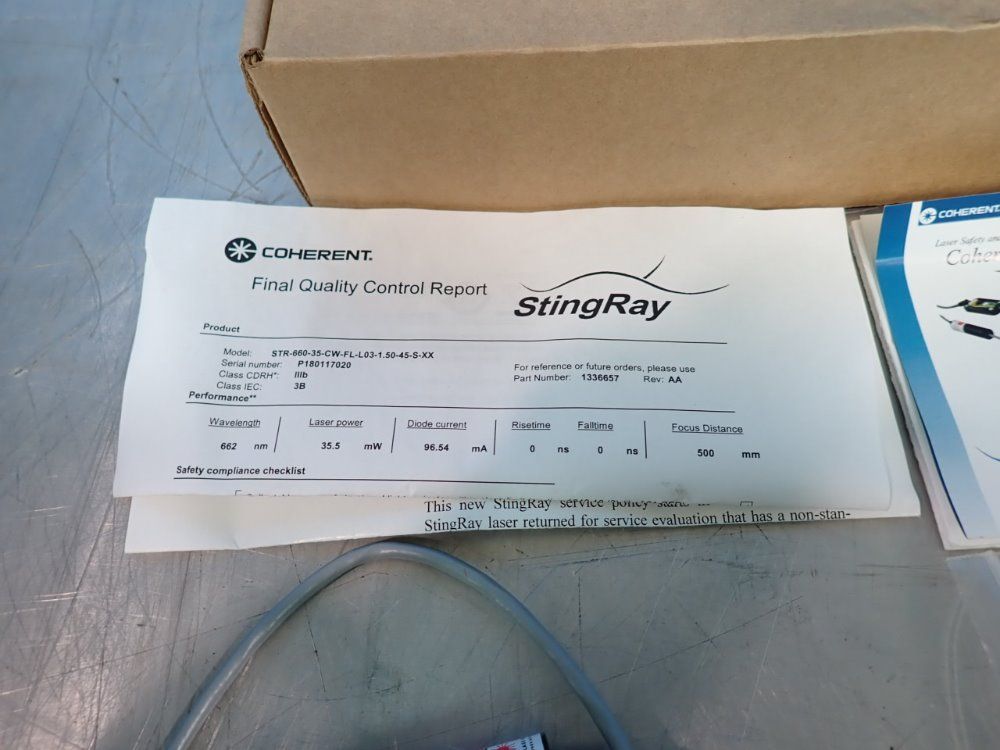 COHERENT.
Final Quality Control Report
StingRay
Product
Model: STR-660-35-CW-FL-L03-1.50-45-S-XX
Serial number: P180117020
Class CDRH*: IIIb
Class IEC: 3B
For reference or future orders, please use
Part Number: 1336657 Rev: AA
Performance**
Wavelength Laser power Diode current Risetime Falltime Focus Distance
662 nm 35.5 mW 96.54 mA 0 ns 0 ns 500 mm
Safety compliance checklist
This new StingRay service policy
StingRay laser returned for service evaluation that has a non-stan-
COHERENT
Laser Safety and